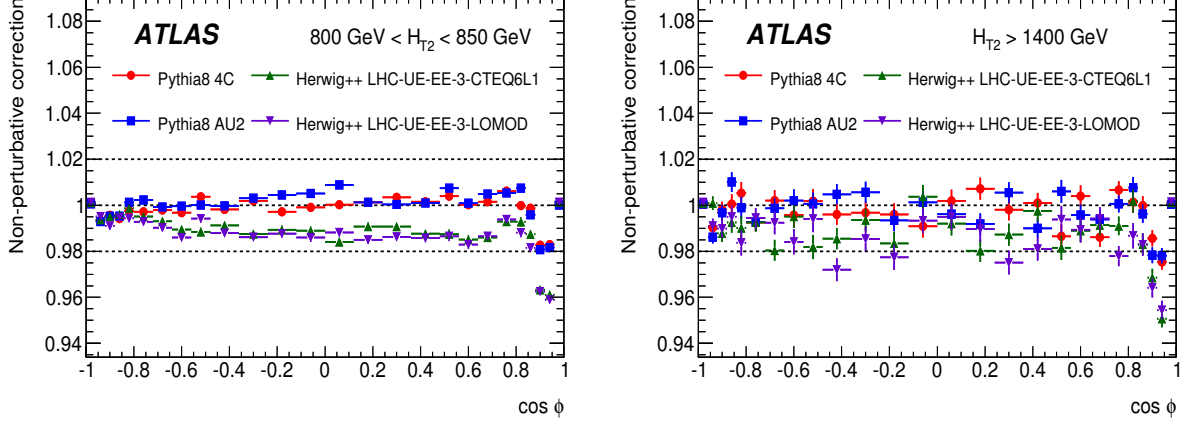 Non-perturbative correction
1.08
1.06
1.04
1.02
1
0.98
0.96
0.94
ATLAS
800 GeV < H_T2 < 850 GeV
Pythia8 4C
Herwig++ LHC-UE-EE-3-CTEQ6L1
Pythia8 AU2
Herwig++ LHC-UE-EE-3-LOMOD
-1 -0.8 -0.6 -0.4 -0.2 0 0.2 0.4 0.6 0.8 1
cos ϕ
Non-perturbative correction
1.08
1.06
1.04
1.02
1
0.98
0.96
0.94
ATLAS
H_T2 > 1400 GeV
Pythia8 4C
Herwig++ LHC-UE-EE-3-CTEQ6L1
Pythia8 AU2
Herwig++ LHC-UE-EE-3-LOMOD
-1 -0.8 -0.6 -0.4 -0.2 0 0.2 0.4 0.6 0.8 1
cos ϕ